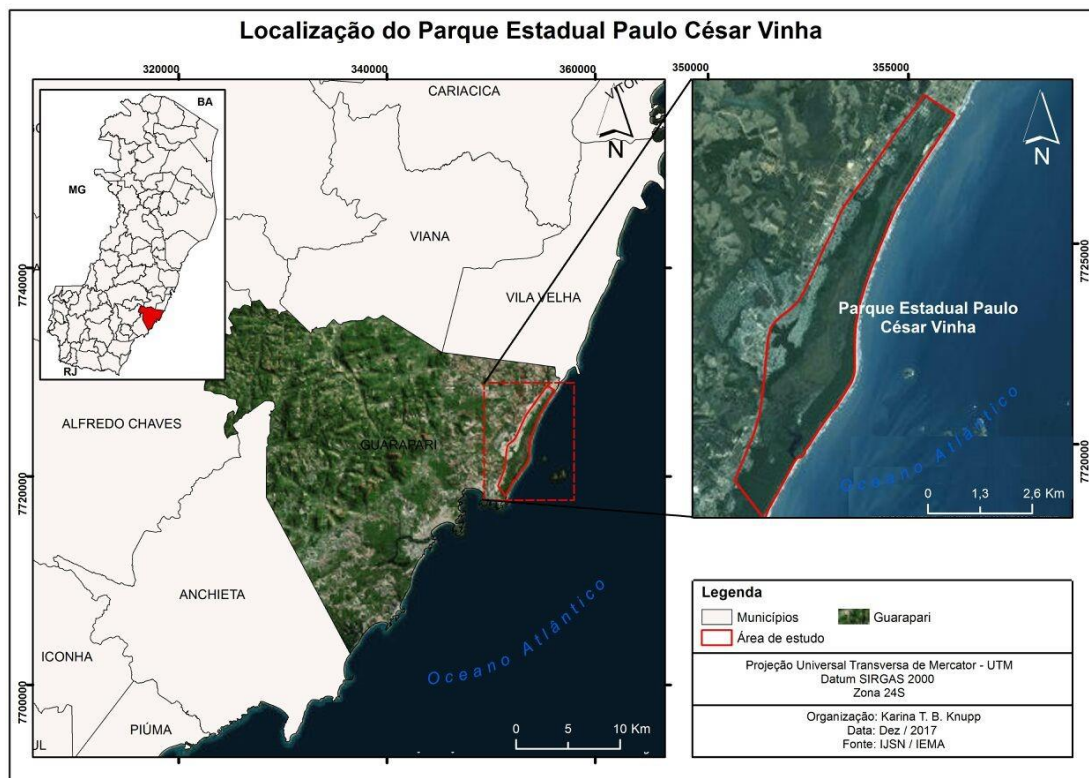 Localização do Parque Estadual Paulo César Vinha
320000
340000
360000
350000
355000
BA
MG
RJ
CARIACICA
VIANA
VILA VELHA
N
ALFREDO CHAVES
GUARAPARI
ANCHIETA
ICONHA
PIÚMA
UL
7740000
7720000
7700000
Oceano Atlântico
0 5 10 Km
N
Parque Estadual Paulo
César Vinha
Oceano Atlântico
0 1,3 2,6 Km
7725000
7720000
Legenda
Municípios
Guarapari
Área de estudo
Projeção Universal Transversa de Mercator - UTM
Datum SIRGAS 2000
Zona 24S
Organização: Karina T. B. Knupp
Data: Dez / 2017
Fonte: IJSN / IEMA